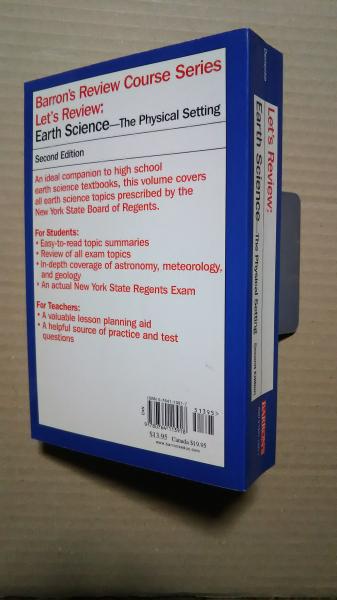 Barron's Review Course Series
Let's Review:
Earth Science—The Physical Setting
Second Edition
An ideal companion to high school
earth science textbooks, this volume covers
all earth science topics prescribed by the
New York State Board of Regents.
For Students:
• Easy-to-read topic summaries
• Review of all exam topics
• In-depth coverage of astronomy, meteorology,
and geology
• An actual New York State Regents Exam
For Teachers:
• A valuable lesson planning aid
• A helpful source of practice and test
questions
51395
$13.95 Canada $19.95
Let's Review:
Earth Science—The Physical Setting
Second Edition
BARRON'S